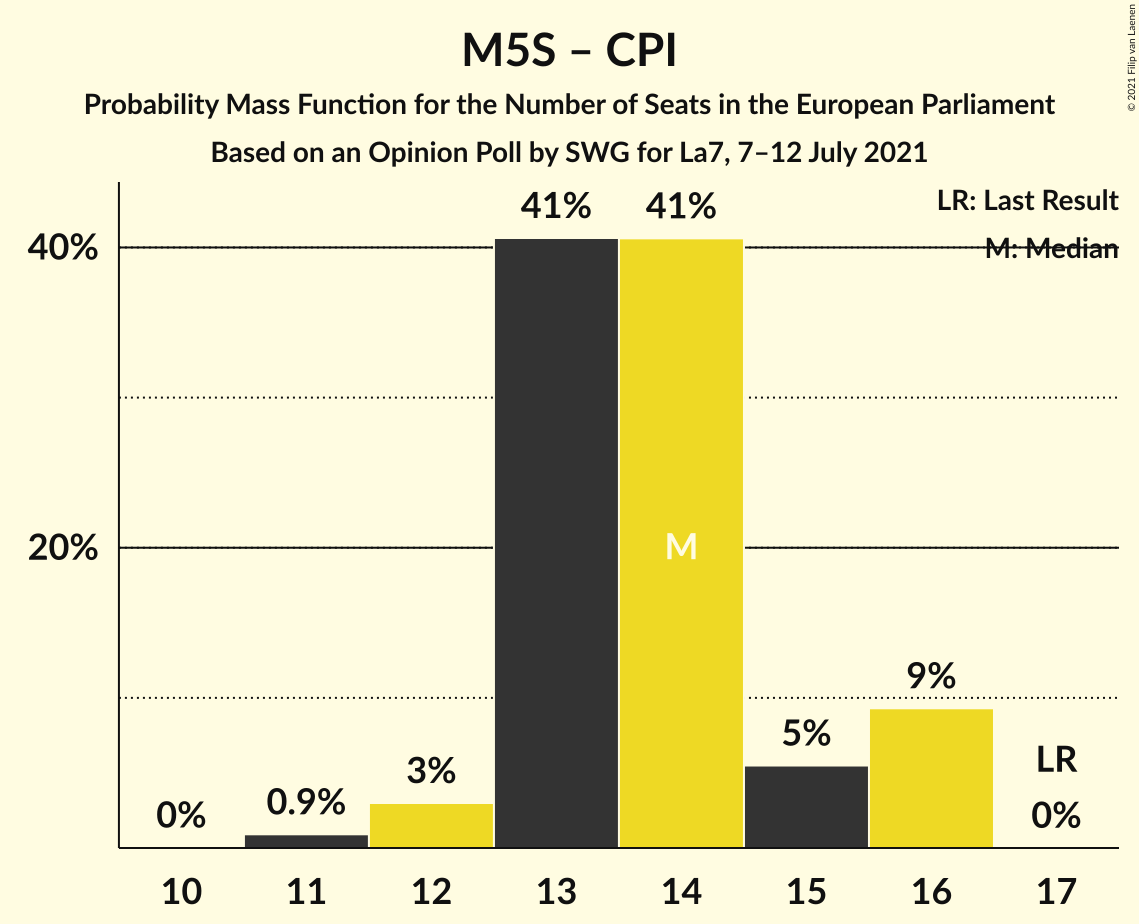 M5S – CPI
Probability Mass Function for the Number of Seats in the European Parliament
Based on an Opinion Poll by SWG for La7, 7–12 July 2021
© 2021 Filip van Laenen
LR: Last Result
M: Median
40%
20%
0%
0.9%
3%
41%
41%
M
5%
9%
LR
0%
10
11
12
13
14
15
16
17